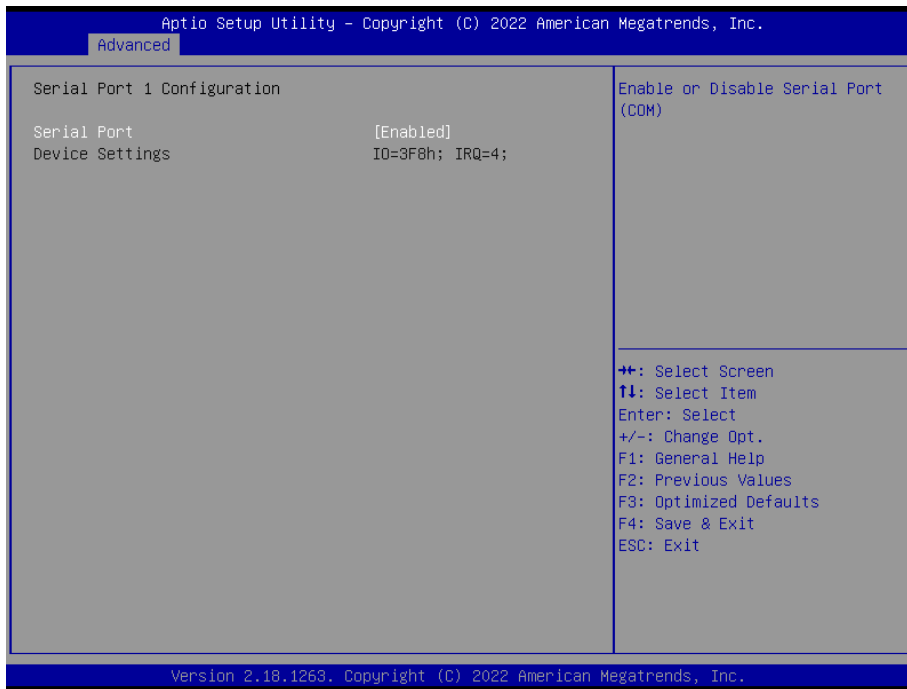 Aptio Setup Utility – Copyright (C) 2022 American Megatrends, Inc.
Advanced
Serial Port 1 Configuration
Serial Port [Enabled]
Device Settings IO=3F8h; IRQ=4;
Enable or Disable Serial Port
(COM)
→←: Select Screen
↑↓: Select Item
Enter: Select
+/-: Change Opt.
F1: General Help
F2: Previous Values
F3: Optimized Defaults
F4: Save & Exit
ESC: Exit
Version 2.18.1263. Copyright (C) 2022 American Megatrends, Inc.